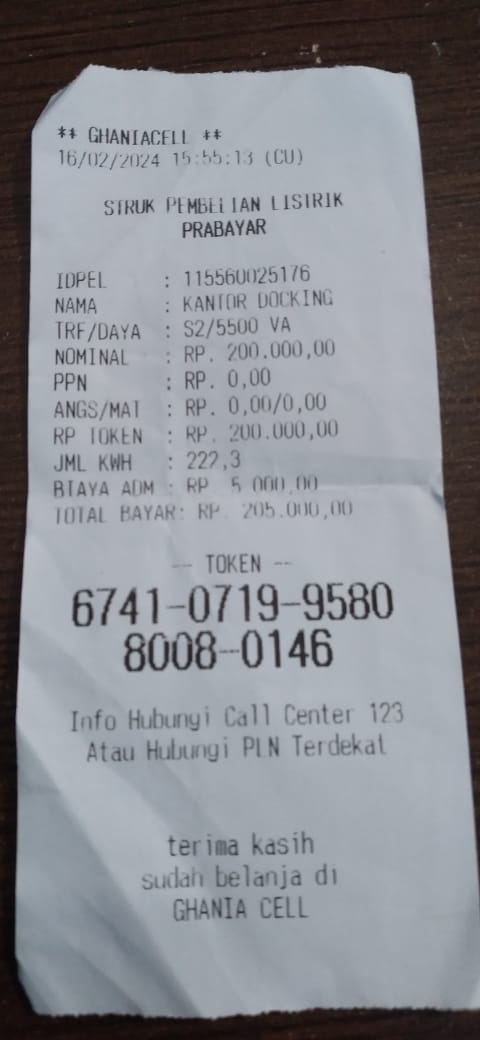 ** GHANIACELL **
16/02/2024 15:55:13 (CU)
STRUK PEMBELIAN LISTRIK
PRABAYAR
IDPEL : 115560025176
NAMA : KANTOR DOCKING
TRF/DAYA : S2/5500 VA
NOMINAL : RP. 200.000,00
PPN : RP. 0,00
ANGS/MAT : RP. 0,00/0,00
RP TOKEN : RP. 200.000,00
JML KWH : 222,3
BIAYA ADM : RP. 5.000,00
TOTAL BAYAR: RP. 205.000,00
-- TOKEN --
6741-0719-9580
8008-0146
Info Hubungi Call Center 123
Atau Hubungi PLN Terdekat
terima kasih
sudah belanja di
GHANIA CELL